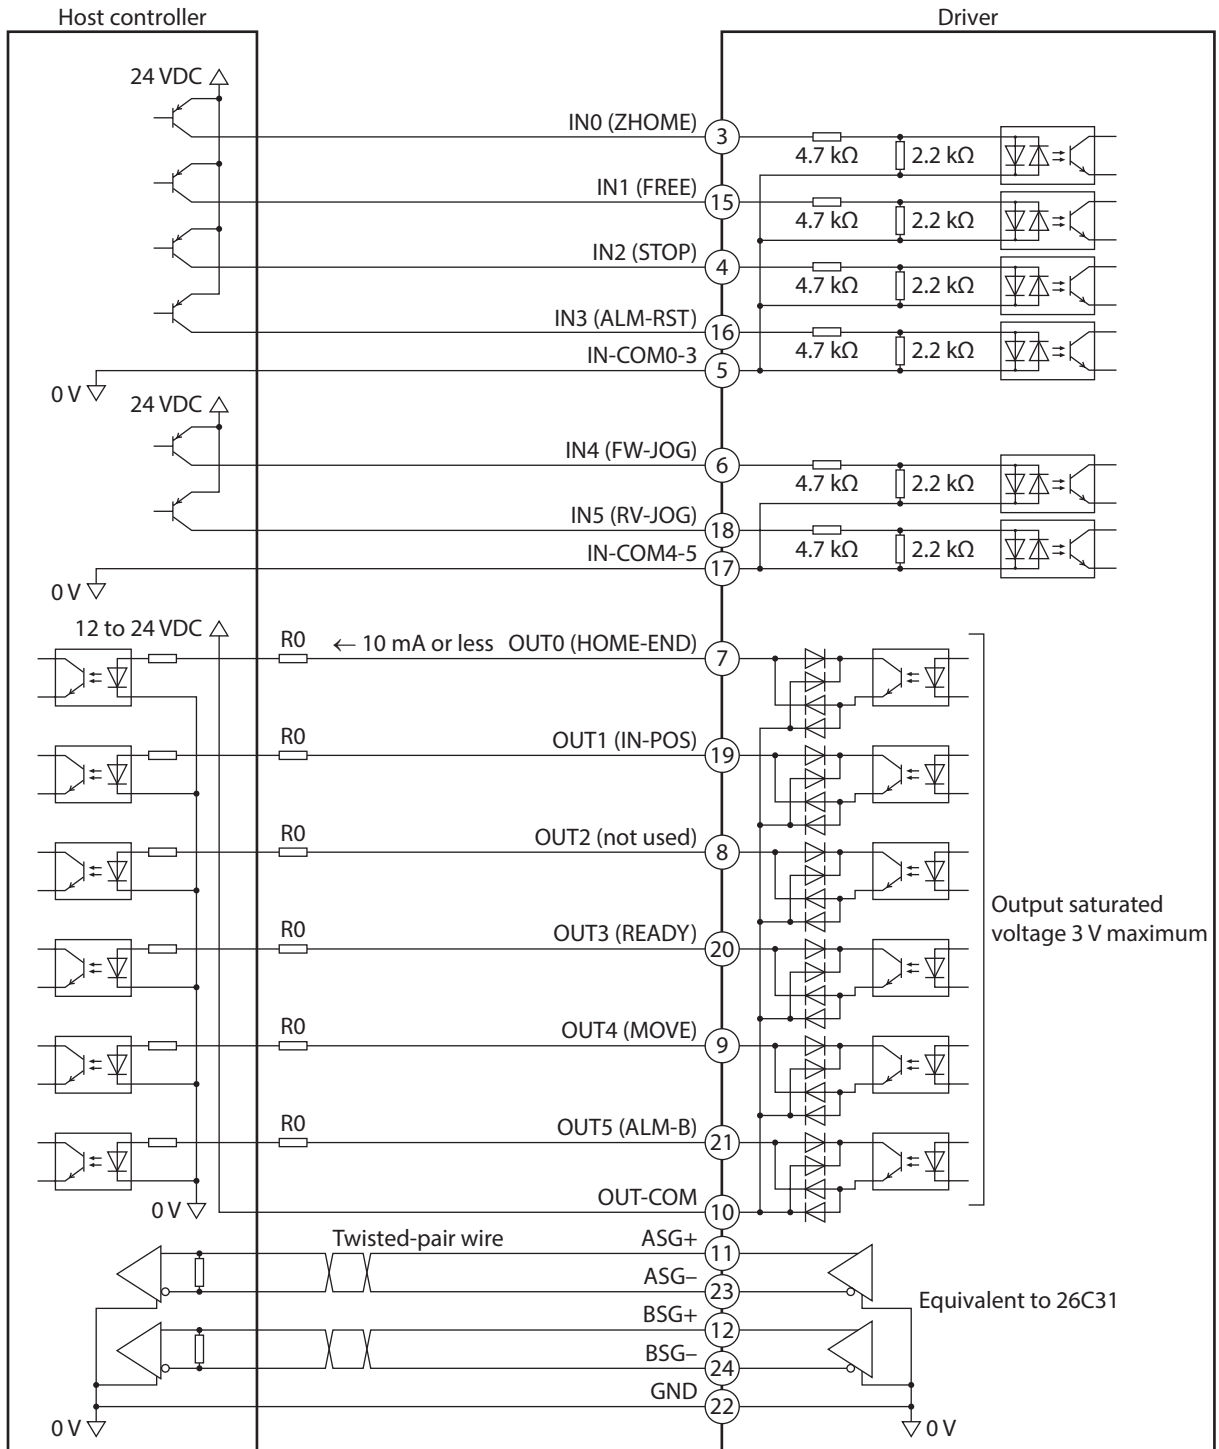 Host controller
Driver
24 VDC
IN0 (ZHOME)
3
4.7 kΩ
2.2 kΩ
IN1 (FREE)
15
4.7 kΩ
2.2 kΩ
IN2 (STOP)
4
4.7 kΩ
2.2 kΩ
IN3 (ALM-RST)
16
4.7 kΩ
2.2 kΩ
IN-COM0-3
5
0 V
24 VDC
IN4 (FW-JOG)
6
4.7 kΩ
2.2 kΩ
IN5 (RV-JOG)
18
4.7 kΩ
2.2 kΩ
IN-COM4-5
17
0 V
12 to 24 VDC
R0
← 10 mA or less
OUT0 (HOME-END)
7
R0
OUT1 (IN-POS)
19
R0
OUT2 (not used)
8
Output saturated
voltage 3 V maximum
R0
OUT3 (READY)
20
R0
OUT4 (MOVE)
9
R0
OUT5 (ALM-B)
21
0 V
OUT-COM
10
Twisted-pair wire
ASG+
11
ASG–
23
Equivalent to 26C31
BSG+
12
BSG–
24
GND
22
0 V
0 V